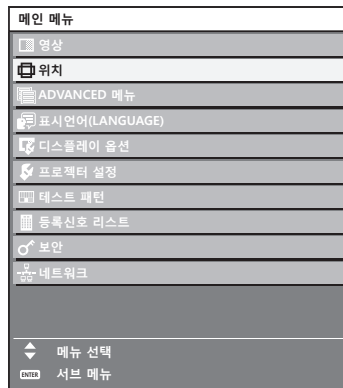 메인 메뉴
영상
위치
ADVANCED 메뉴
표시언어(LANGUAGE)
디스플레이 옵션
프로젝터 설정
테스트 패턴
등록신호 리스트
보안
네트워크
메뉴 선택
ENTER 서브 메뉴